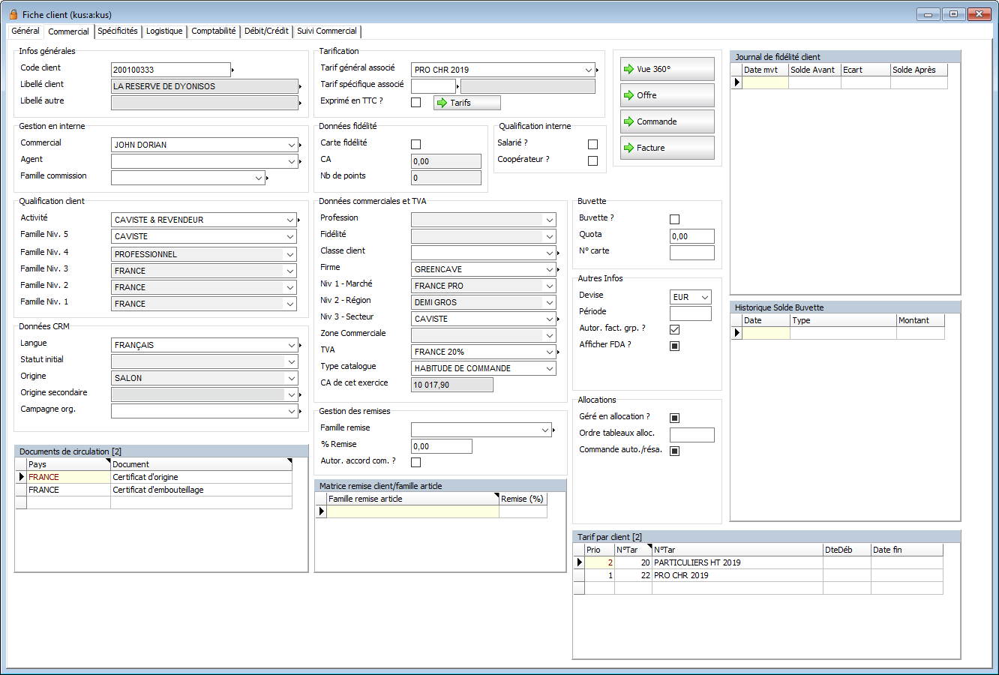 Fiche client (kus:a:kus)
Général Commercial Spécificités Logistique Comptabilité Débit/Crédit Suivi Commercial
Infos générales
Code client 200100333
Libellé client LA RESERVE DE DYONISOS
Libellé autre
Gestion en interne
Commercial JOHN DORIAN
Agent
Famille commission
Qualification client
Activité CAVISTE & REVENDEUR
Famille Niv. 5 CAVISTE
Famille Niv. 4 PROFESSIONNEL
Famille Niv. 3 FRANCE
Famille Niv. 2 FRANCE
Famille Niv. 1 FRANCE
Données CRM
Langue FRANÇAIS
Statut initial
Origine SALON
Origine secondaire
Campagne org.
Documents de circulation [2]
Pays Document
FRANCE Certificat d'origine
FRANCE Certificat d'embouteillage
Tarification
Tarif général associé PRO CHR 2019
Tarif spécifique associé
Exprimé en TTC ? Tarifs
Données fidélité
Carte fidélité
CA 0,00
Nb de points 0
Qualification interne
Salarié ?
Coopérateur ?
Données commerciales et TVA
Profession
Fidélité
Classe client
Firme GREENCAVE
Niv 1 - Marché FRANCE PRO
Niv 2 - Région DEMI GROS
Niv 3 - Secteur CAVISTE
Zone Commerciale
TVA FRANCE 20%
Type catalogue HABITUDE DE COMMANDE
CA de cet exercice 10 017,90
Gestion des remises
Famille remise
% Remise 0,00
Autor. accord com. ?
Matrice remise client/famille article
Famille remise article Remise (%)
Vue 360°
Offre
Commande
Facture
Buvette
Buvette ?
Quota 0,00
N° carte
Autres Infos
Devise EUR
Période
Autor. fact. grp. ?
Afficher FDA ?
Allocations
Géré en allocation ?
Ordre tableaux alloc.
Commande auto./résa.
Journal de fidélité client
Date mvt Solde Avant Ecart Solde Après
Historique Solde Buvette
Date Type Montant
Tarif par client [2]
Prio N°Tar N°Tar DteDéb Date fin
2 20 PARTICULIERS HT 2019
1 22 PRO CHR 2019